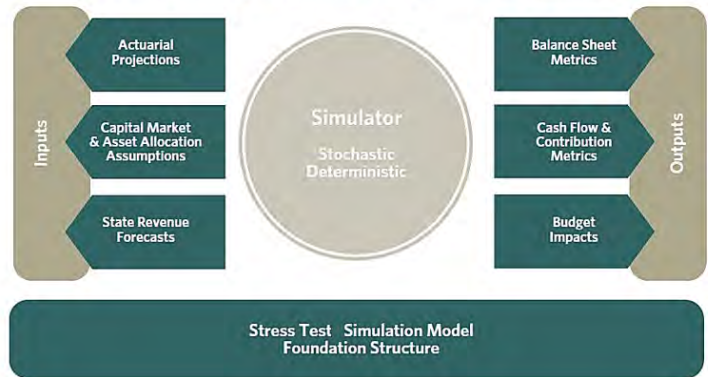 Inputs
Actuarial
Projections
Capital Market
& Asset Allocation
Assumptions
State Revenue
Forecasts
Simulator
Stochastic
Deterministic
Balance Sheet
Metrics
Cash Flow &
Contribution
Metrics
Budget
Impacts
Outputs
Stress Test Simulation Model
Foundation Structure